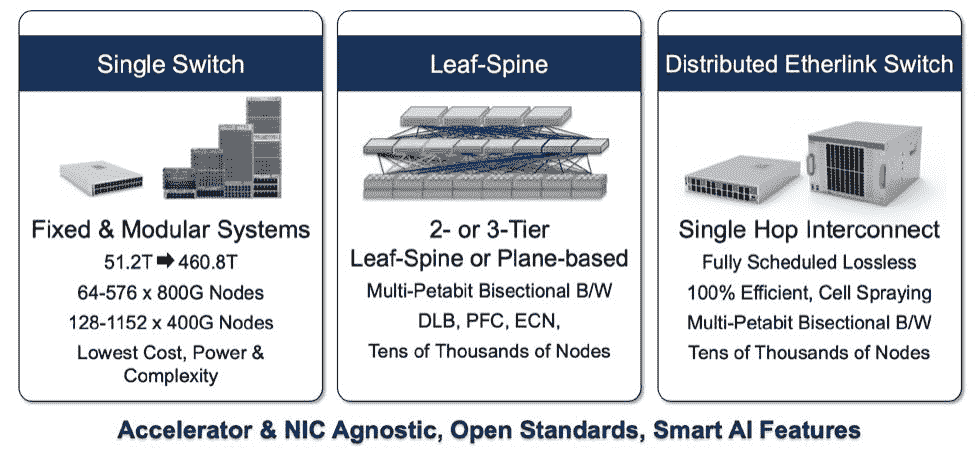 Single Switch
Fixed & Modular Systems
51.2T ➡ 460.8T
64-576 x 800G Nodes
128-1152 x 400G Nodes
Lowest Cost, Power &
Complexity
Leaf-Spine
2- or 3-Tier
Leaf-Spine or Plane-based
Multi-Petabit Bisectional B/W
DLB, PFC, ECN,
Tens of Thousands of Nodes
Distributed Etherlink Switch
Single Hop Interconnect
Fully Scheduled Lossless
100% Efficient, Cell Spraying
Multi-Petabit Bisectional B/W
Tens of Thousands of Nodes
Accelerator & NIC Agnostic, Open Standards, Smart AI Features